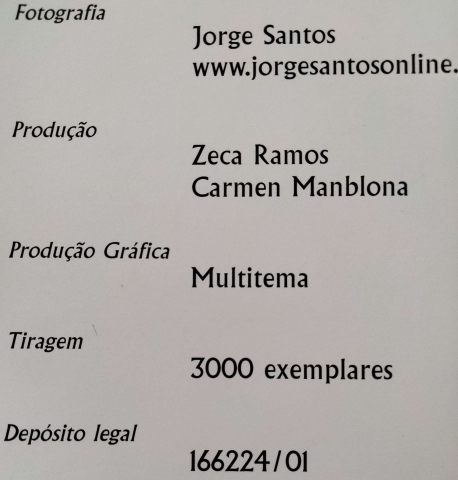 Fotografia
Jorge Santos
www.jorgesantosonline.
Produção
Zeca Ramos
Carmen Manblona
Produção Gráfica
Multitema
Tiragem
3000 exemplares
Depósito legal
166224/01